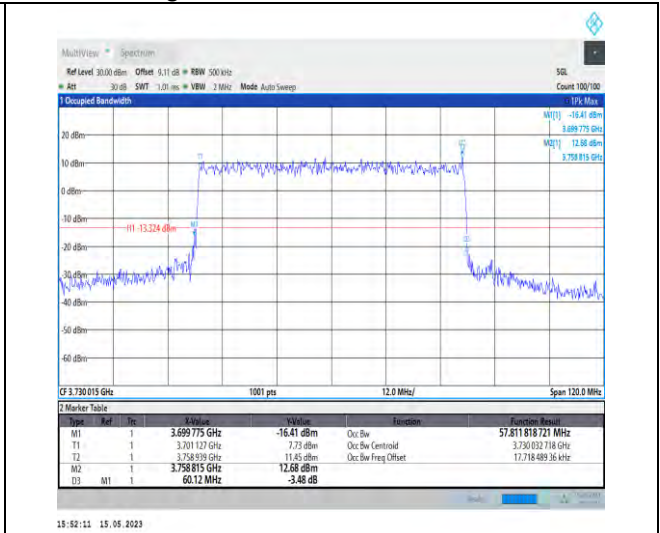 MultiView Spectrum
Ref Level 30.00 dBm Offset 9.11 dB RBW 500 kHz SGL
Att 30 dB SWT 1.01 ms VBW 2 MHz Mode Auto Sweep Count 100/100
1 Occupied Bandwidth 1Pk Max
M1[1] -16.41 dBm
3.699 775 GHz
M2[1] 12.68 dBm
3.758 815 GHz
20 dBm
10 dBm
0 dBm
-10 dBm
H1 -13.324 dBm
-20 dBm
-30 dBm
-40 dBm
-50 dBm
-60 dBm
T1
M1
CF 3.730 015 GHz 1001 pts 12.0 MHz/ Span 120.0 MHz
2 Marker Table
Type Ref Trc X-Value Y-Value Function Function Result
M1 1 3.699 775 GHz -16.41 dBm Occ Bw 57.811 818 721 MHz
T1 1 3.701 127 GHz 7.73 dBm Occ Bw Centroid 3.730 032 718 GHz
T2 1 3.758 939 GHz 11.45 dBm Occ Bw Freq Offset 17.718 489 36 kHz
M2 1 3.758 815 GHz 12.68 dBm
D3 M1 1 60.12 MHz -3.48 dB
15:52:11 15.05.2023